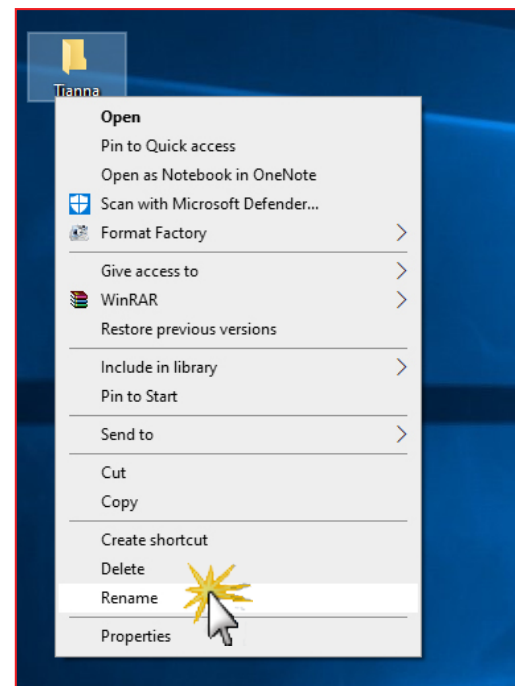 Tianna
Open
Pin to Quick access
Open as Notebook in OneNote
Scan with Microsoft Defender...
Format Factory
Give access to
WinRAR
Restore previous versions
Include in library
Pin to Start
Send to
Cut
Copy
Create shortcut
Delete
Rename
Properties